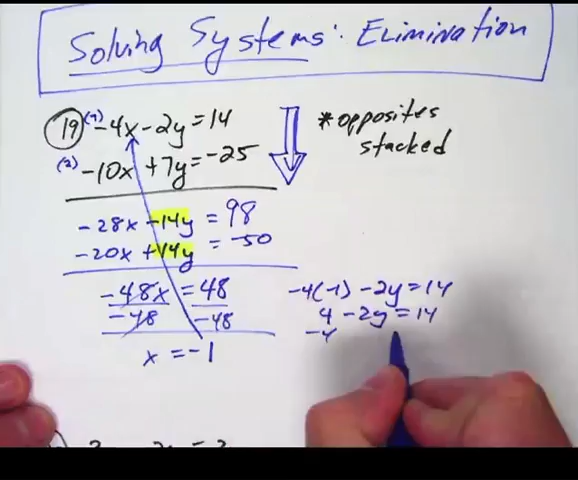 Solving Systems: Elimination
19 (7) -4x - 2y = 14
(2) -10x + 7y = -25
*opposites
stacked
-28x - 14y = 98
-20x + 14y = -50
-48x = 48
-48 -48
x = -1
-4(-1) - 2y = 14
4 - 2y = 14
-4